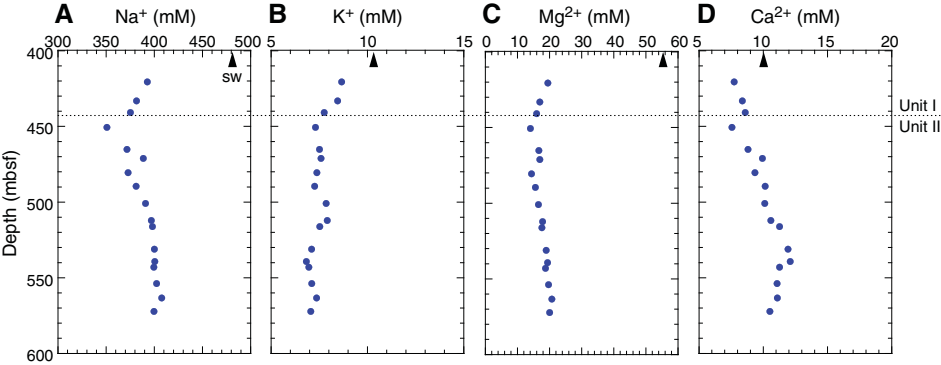 A Na⁺ (mM) B K⁺ (mM) C Mg²⁺ (mM) D Ca²⁺ (mM)
300 350 400 450 500 5 10 15 0 10 20 30 40 50 60 5 10 15 20
400
sw
Unit I
450 Unit II
500
550
600
Depth (mbsf)